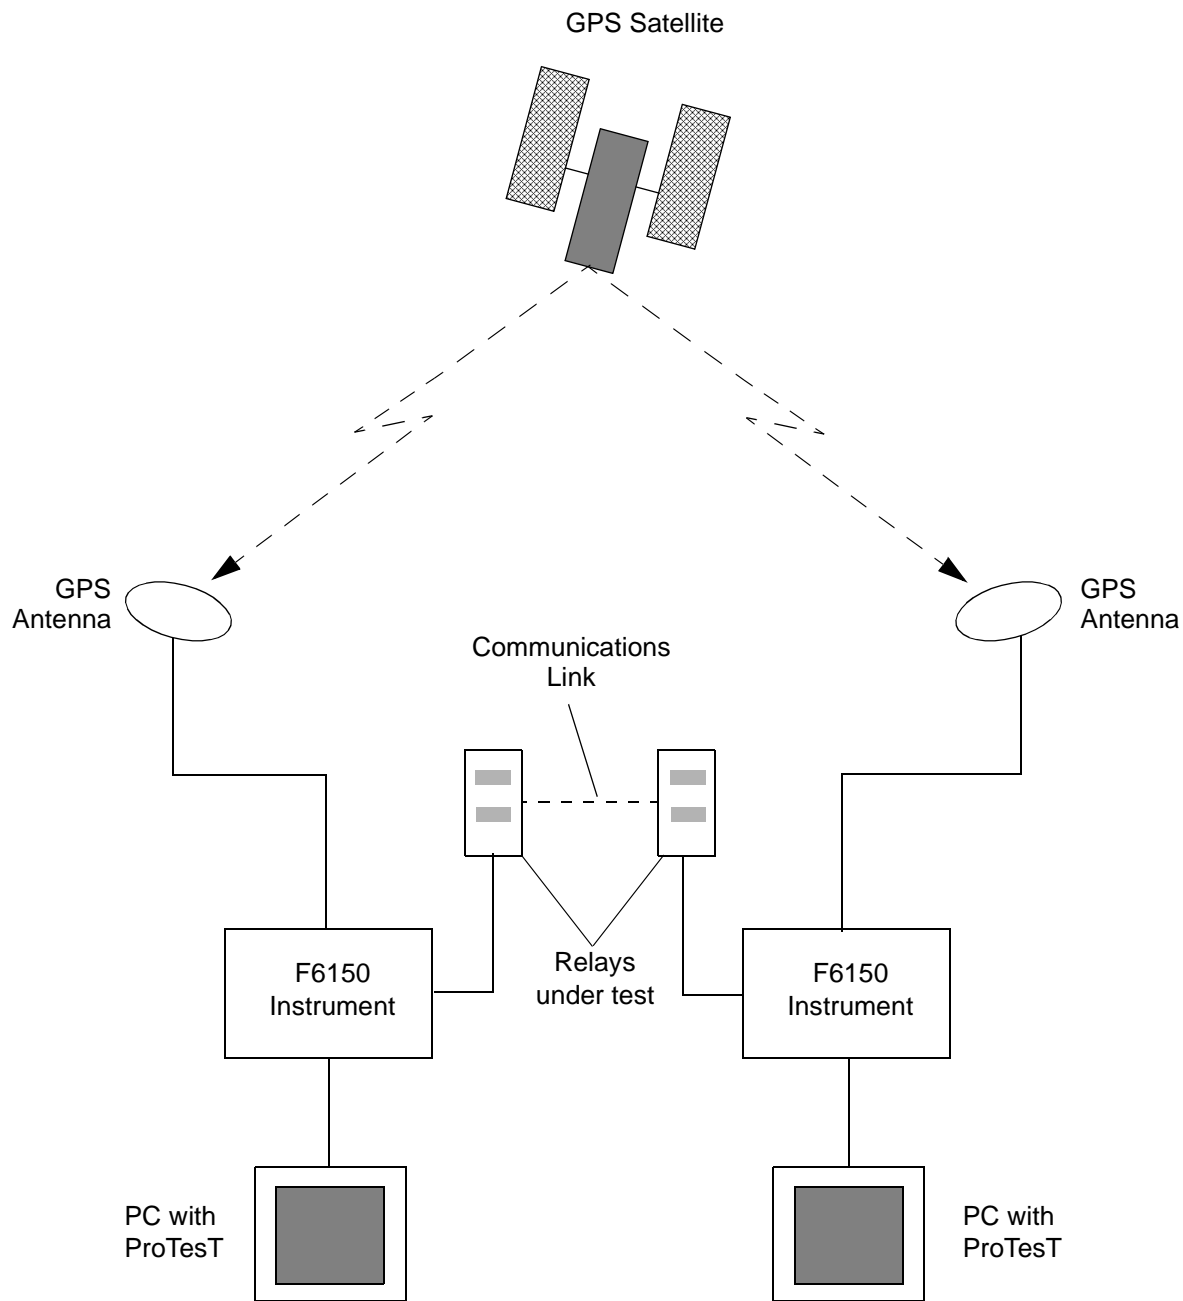 GPS Satellite
GPS
Antenna
GPS
Antenna
Communications
Link
F6150
Instrument
Relays
under test
F6150
Instrument
PC with
ProTesT
PC with
ProTesT